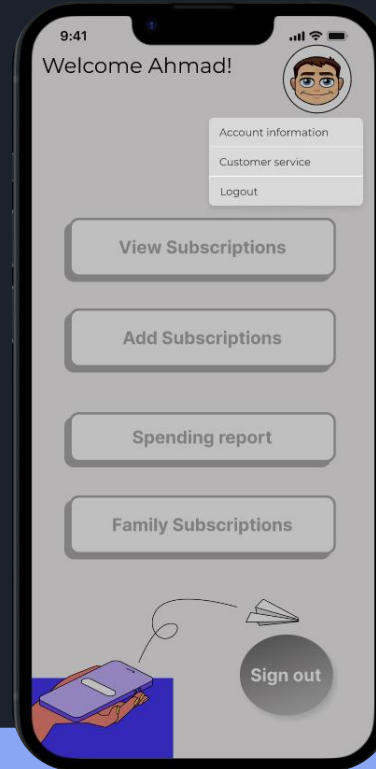 9:41
Welcome Ahmad!
Account information
Customer service
Logout
View Subscriptions
Add Subscriptions
Spending report
Family Subscriptions
Sign out